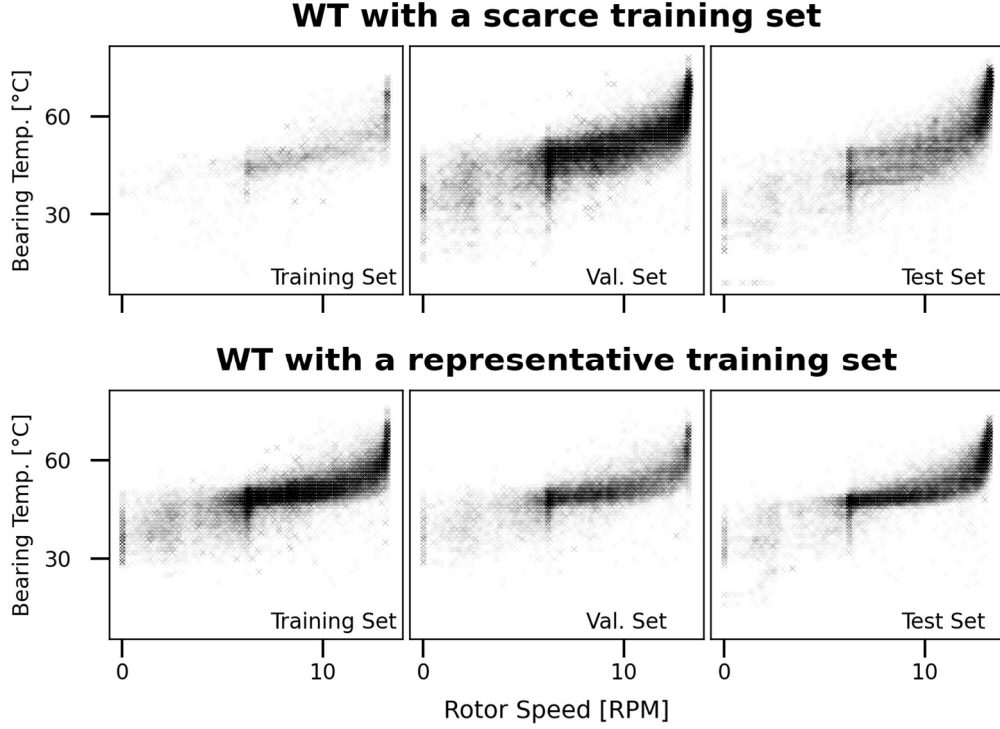 WT with a scarce training set
Bearing Temp. [°C]
60
30
Training Set
Val. Set
Test Set
WT with a representative training set
Bearing Temp. [°C]
60
30
Training Set
Val. Set
Test Set
0 10 0 10 0 10
Rotor Speed [RPM]